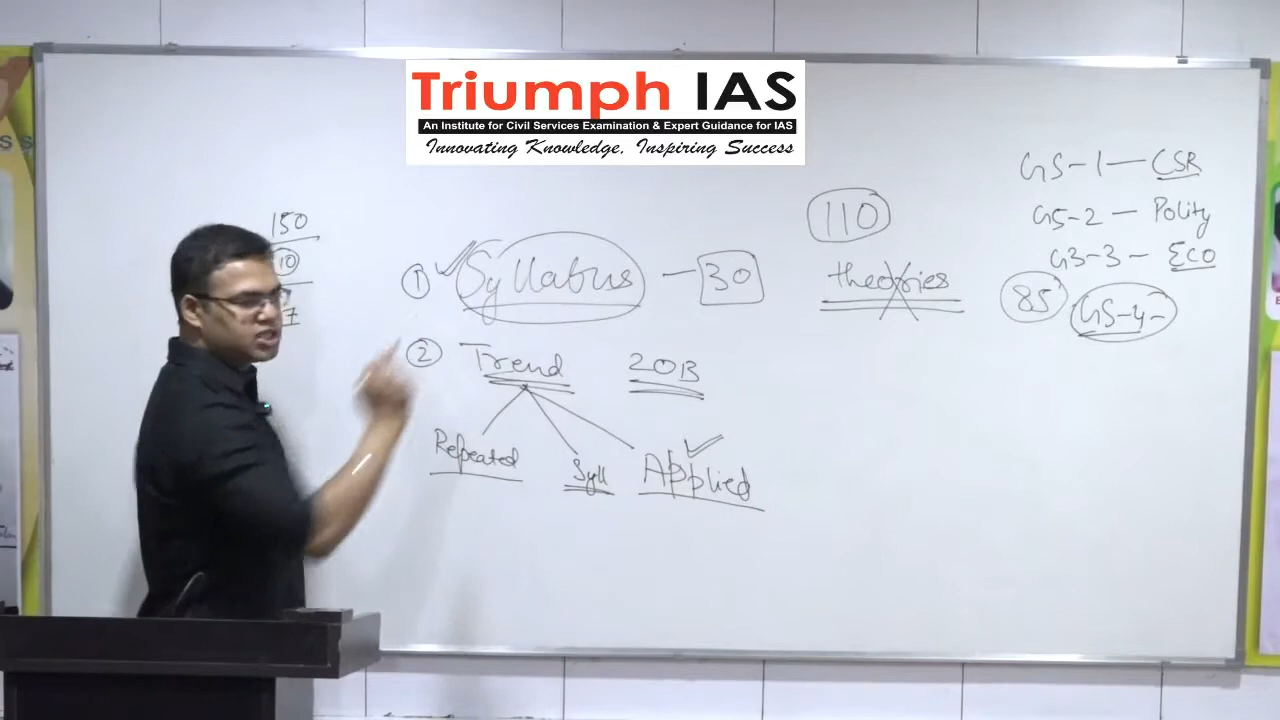 Triumph IAS
An Institute for Civil Services Examination & Expert Guidance for IAS
Innovating Knowledge, Inspiring Success
150
10
7
① Syllabus — 30
② Trend 2013
Repeated Syll Applied
110
theories
GS-1 — CSR
GS-2 — Polity
GS-3 — ECO
85 GS-4-